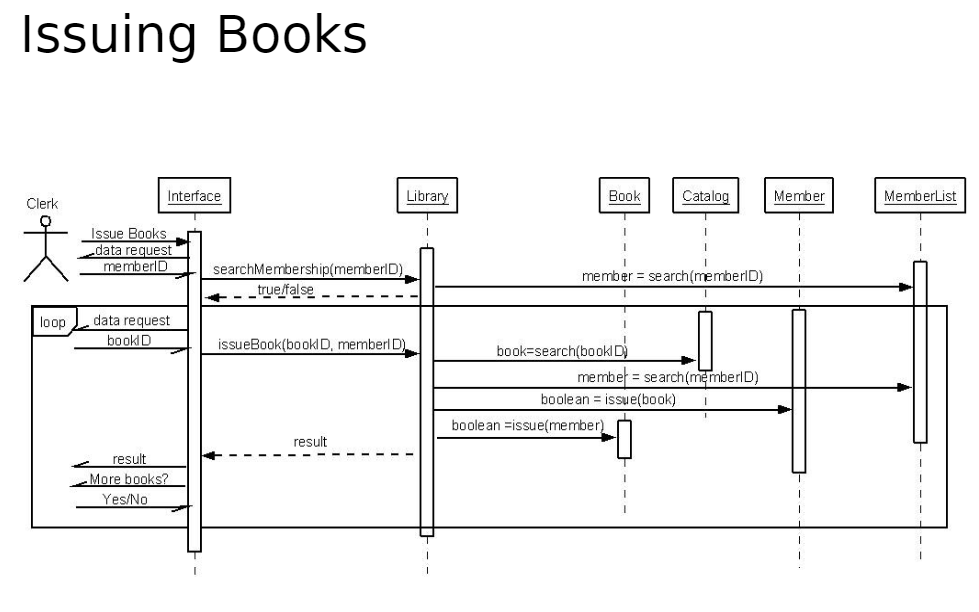 Issuing Books
Clerk
Interface
Library
Book
Catalog
Member
MemberList
Issue Books
data request
memberID
searchMembership(memberID)
member = search(memberID)
true/false
loop
data request
bookID
issueBook(bookID, memberID)
book=search(bookID)
member = search(memberID)
boolean = issue(book)
boolean =issue(member)
result
result
More books?
Yes/No